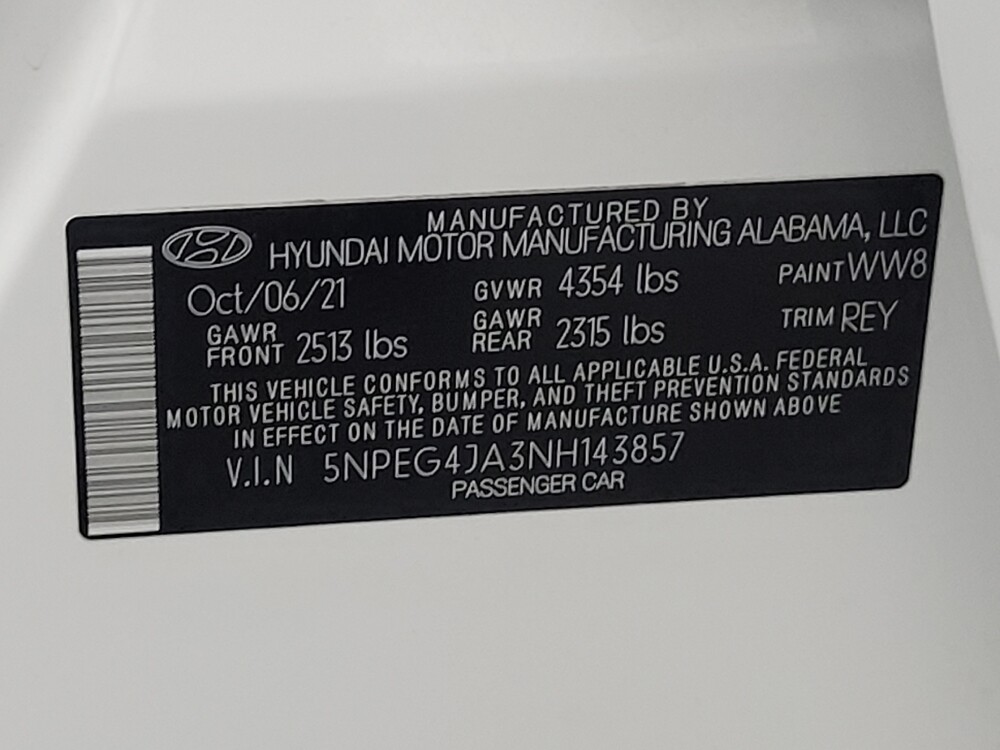 MANUFACTURED BY
HYUNDAI MOTOR MANUFACTURING ALABAMA, LLC
Oct/06/21 GVWR 4354 lbs PAINT WW8
GAWR FRONT 2513 lbs GAWR REAR 2315 lbs TRIM REY
THIS VEHICLE CONFORMS TO ALL APPLICABLE U.S.A. FEDERAL
MOTOR VEHICLE SAFETY, BUMPER, AND THEFT PREVENTION STANDARDS
IN EFFECT ON THE DATE OF MANUFACTURE SHOWN ABOVE
V.I.N 5NPEG4JA3NH143857
PASSENGER CAR